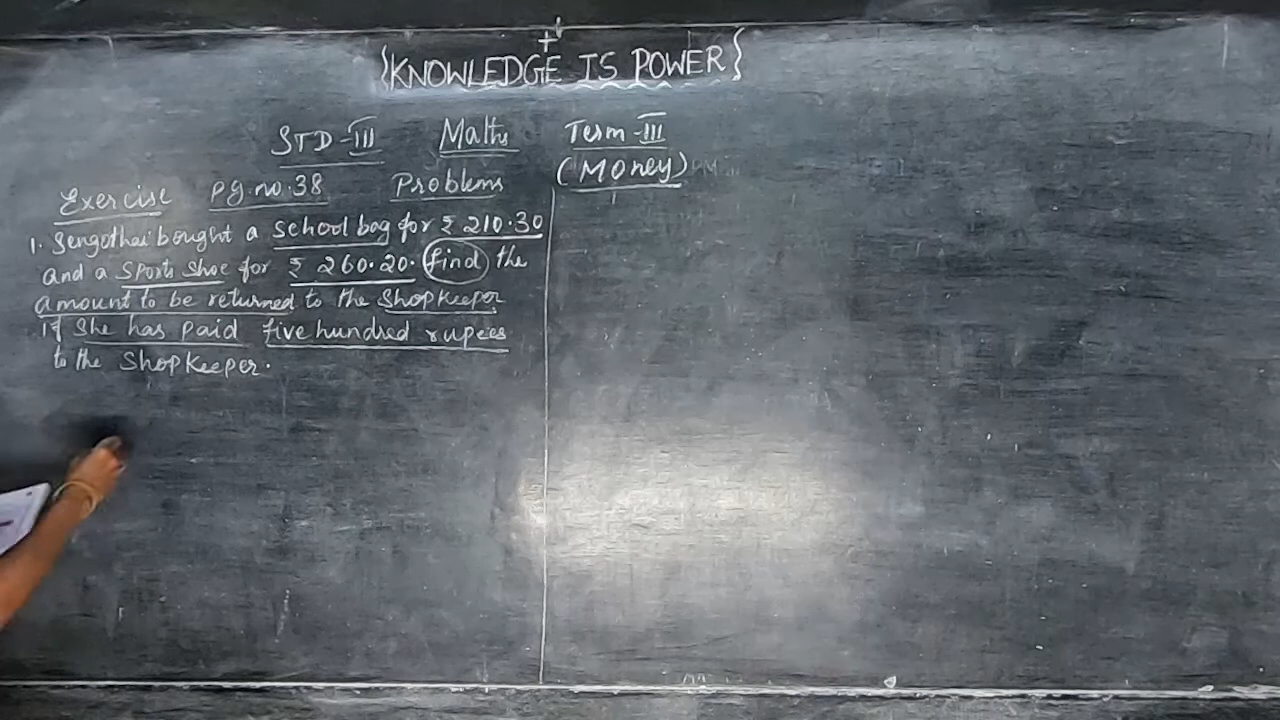 {KNOWLEDGE IS POWER}
STD-III Maths Term-III
(Money)
Exercise Pg.no.38 Problems
1. Sengothai bought a school bag for ₹ 210.30
and a Sports Shoe for ₹ 260.20. find the
amount to be returned to the ShopKeeper
if She has paid five hundred rupees
to the ShopKeeper.